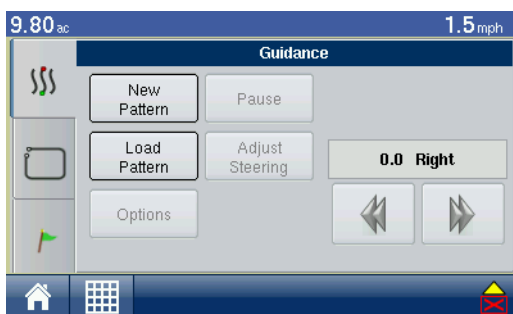 9.80 ac
1.5 mph
Guidance
New
Pattern
Pause
Load
Pattern
Adjust
Steering
0.0 Right
Options